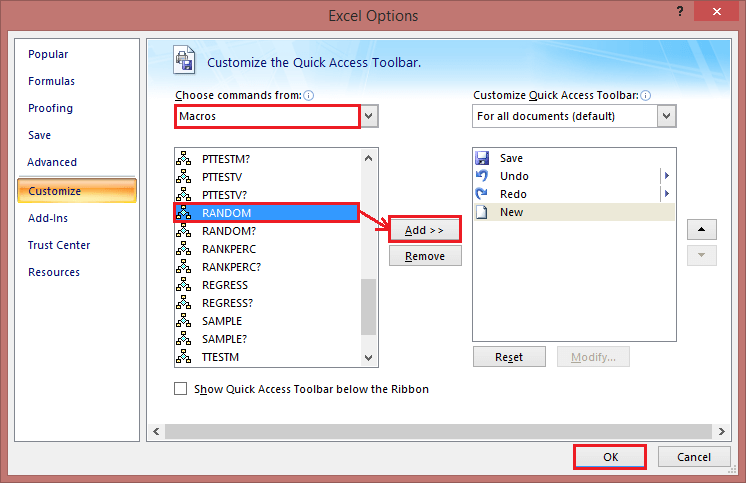 Excel Options
?
Popular
Formulas
Proofing
Save
Advanced
Customize
Add-Ins
Trust Center
Resources
Customize the Quick Access Toolbar.
Choose commands from:
Macros
PTTESTM?
PTTESTV
PTTESTV?
RANDOM
RANDOM?
RANKPERC
RANKPERC?
REGRESS
REGRESS?
SAMPLE
SAMPLE?
TTESTM
Show Quick Access Toolbar below the Ribbon
Add >>
Remove
Customize Quick Access Toolbar:
For all documents (default)
Save
Undo
Redo
New
Reset
Modify...
OK
Cancel